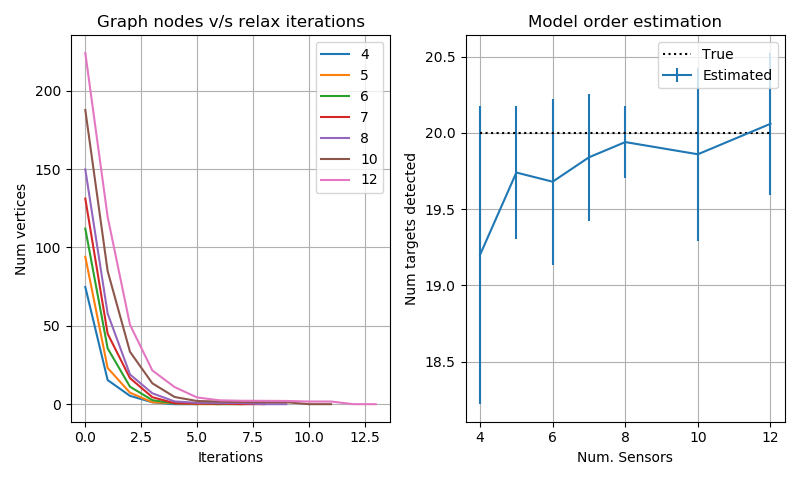 Graph nodes v/s relax iterations
Num vertices
200
150
100
50
0
0.0 2.5 5.0 7.5 10.0 12.5
Iterations
4
5
6
7
8
10
12
Model order estimation
Num targets detected
20.5
20.0
19.5
19.0
18.5
4 6 8 10 12
Num. Sensors
True
Estimated